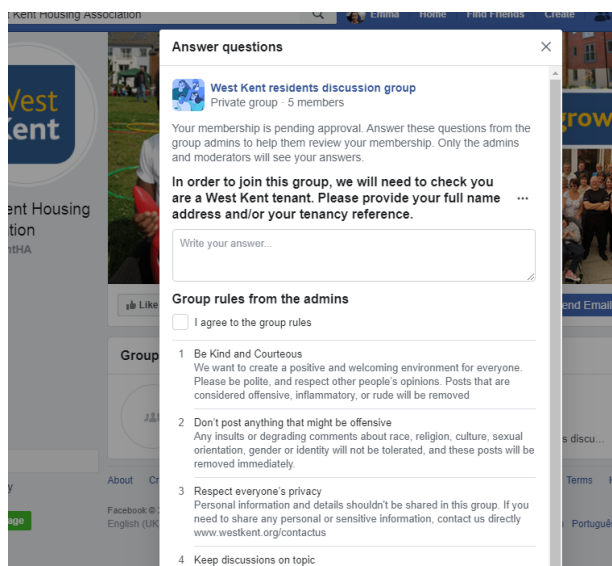 t Kent Housing Association
Emma Home Find Friends Create
Answer questions
West Kent residents discussion group
Private group · 5 members
Your membership is pending approval. Answer these questions from the
group admins to help them review your membership. Only the admins
and moderators will see your answers.
In order to join this group, we will need to check you
are a West Kent tenant. Please provide your full name
address and/or your tenancy reference.
Write your answer...
Group rules from the admins
I agree to the group rules
1 Be Kind and Courteous
We want to create a positive and welcoming environment for everyone.
Please be polite, and respect other people's opinions. Posts that are
considered offensive, inflammatory, or rude will be removed
2 Don't post anything that might be offensive
Any insults or degrading comments about race, religion, culture, sexual
orientation, gender or identity will not be tolerated, and these posts will be
removed immediately.
3 Respect everyone's privacy
Personal information and details shouldn't be shared in this group. If you
need to share any personal or sensitive information, contact us directly
www.westkent.org/contactus
4 Keep discussions on topic
West
Kent
ent Housing
tion
ntHA
Like
Group
About Cr
Facebook ©
English (UK
age
grow
end Email
s discu...
Terms
Portuguê